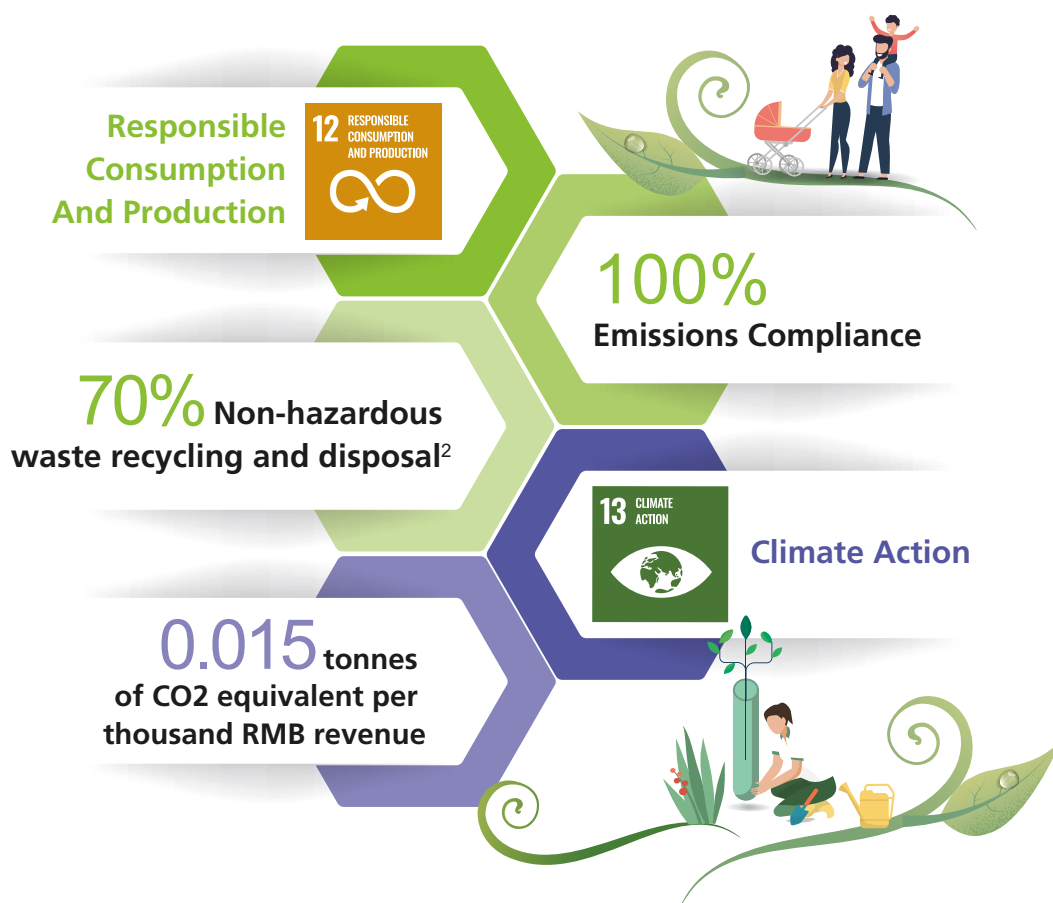 Responsible
Consumption
And Production
12 RESPONSIBLE
CONSUMPTION
AND PRODUCTION
100%
Emissions Compliance
70% Non-hazardous
waste recycling and disposal2
13 CLIMATE
ACTION
Climate Action
0.015 tonnes
of CO2 equivalent per
thousand RMB revenue